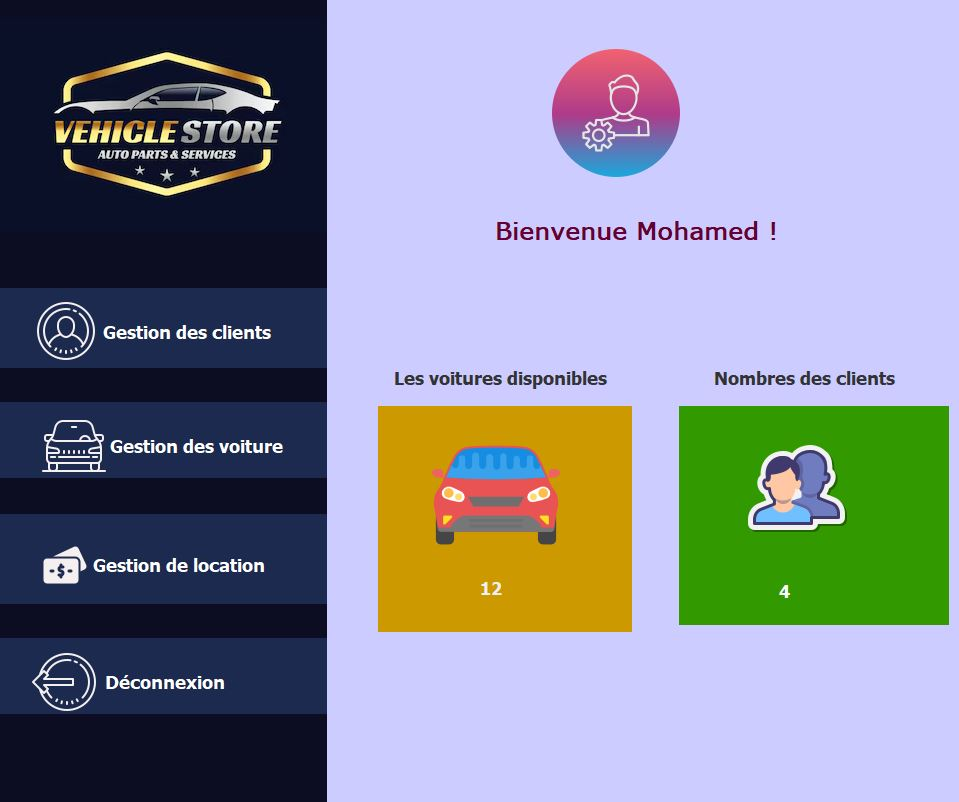 VEHICLE STORE
AUTO PARTS & SERVICES
Gestion des clients
Gestion des voiture
-$-
Gestion de location
Déconnexion
Bienvenue Mohamed !
Les voitures disponibles
12
Nombres des clients
4